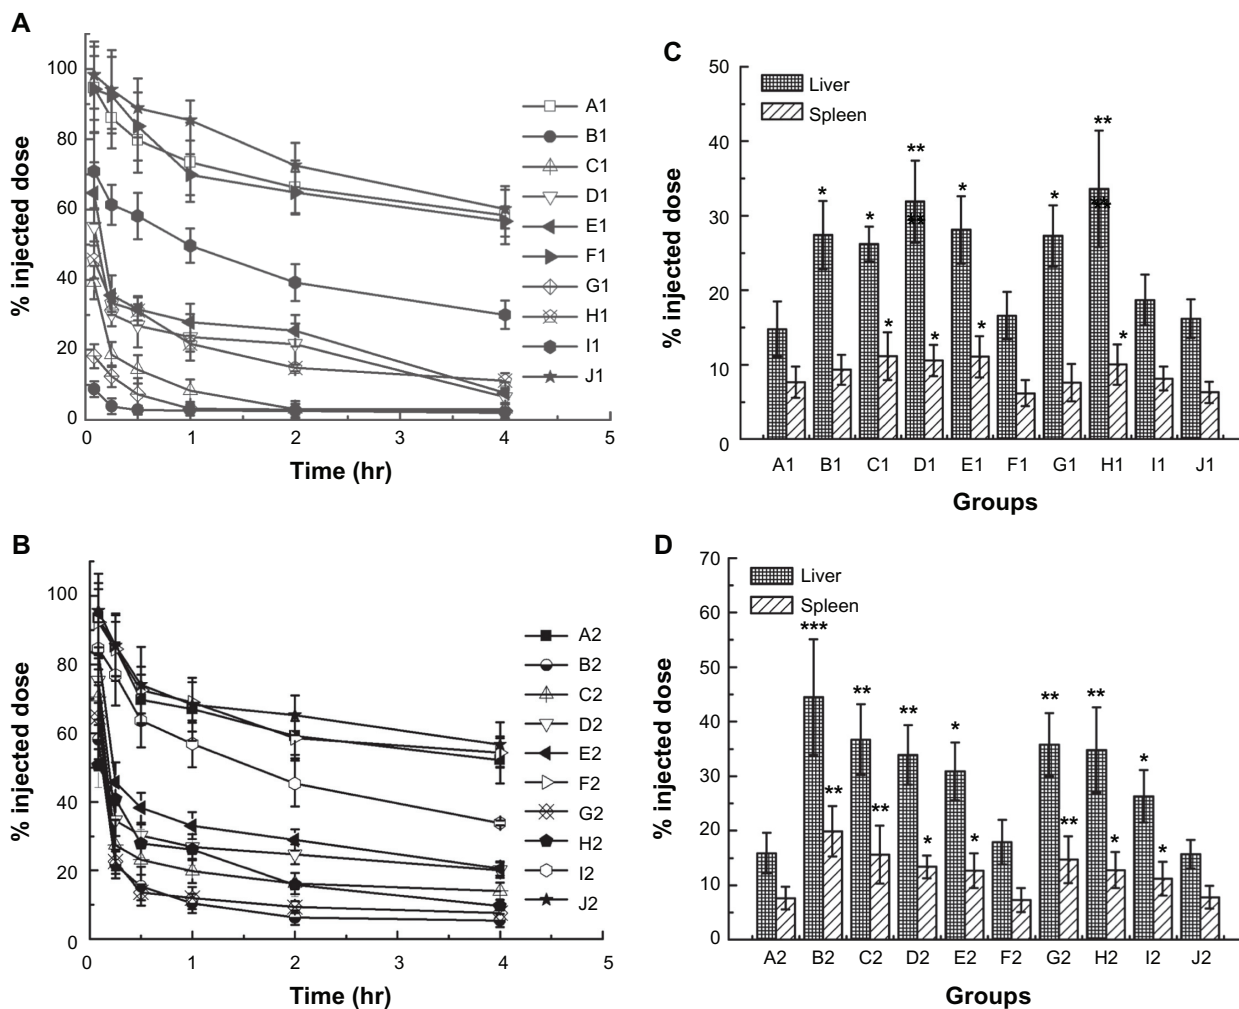 A
% injected dose
100
80
60
40
20
0
0 1 2 3 4 5
Time (hr)
A1
B1
C1
D1
E1
F1
G1
H1
I1
J1
C
% injected dose
50
40
30
20
10
0
Liver
Spleen
* * ** ** * * ** **
* * * *
A1 B1 C1 D1 E1 F1 G1 H1 I1 J1
Groups
B
% injected dose
100
80
60
40
20
0
0 1 2 3 4 5
Time (hr)
A2
B2
C2
D2
E2
F2
G2
H2
I2
J2
D
% injected dose
70
60
50
40
30
20
10
0
Liver
Spleen
*** ** ** * ** ** *
** ** * * ** * *
A2 B2 C2 D2 E2 F2 G2 H2 I2 J2
Groups